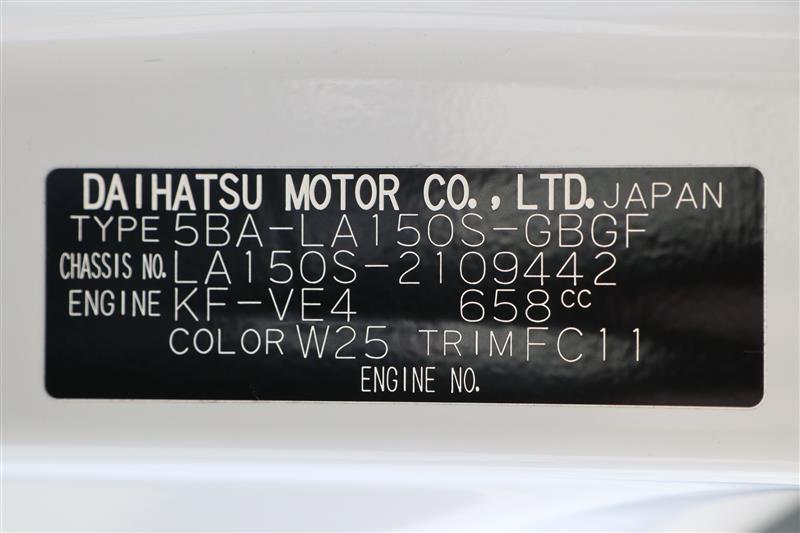 DAIHATSU MOTOR CO., LTD. JAPAN
TYPE 5BA-LA150S-GBGF
CHASSIS NO. LA150S-2109442
ENGINE KF-VE4 658cc
COLOR W25 TRIM FC11
ENGINE NO.